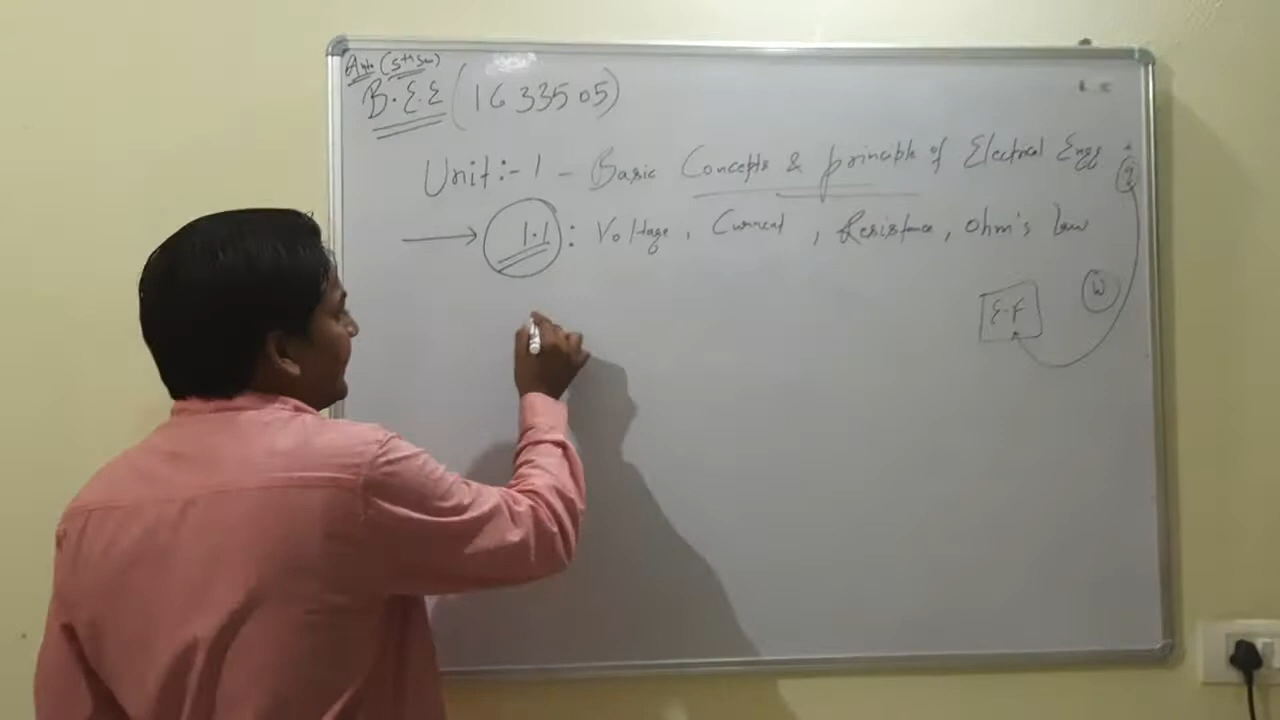 Auto (5th Sem)
B.E.E (1633505)
Unit:- 1 - Basic Concepts & principle of Electrical Engg.
→ 1.1 : Voltage, Current, Resistance, Ohm's Law
q
W
E.F